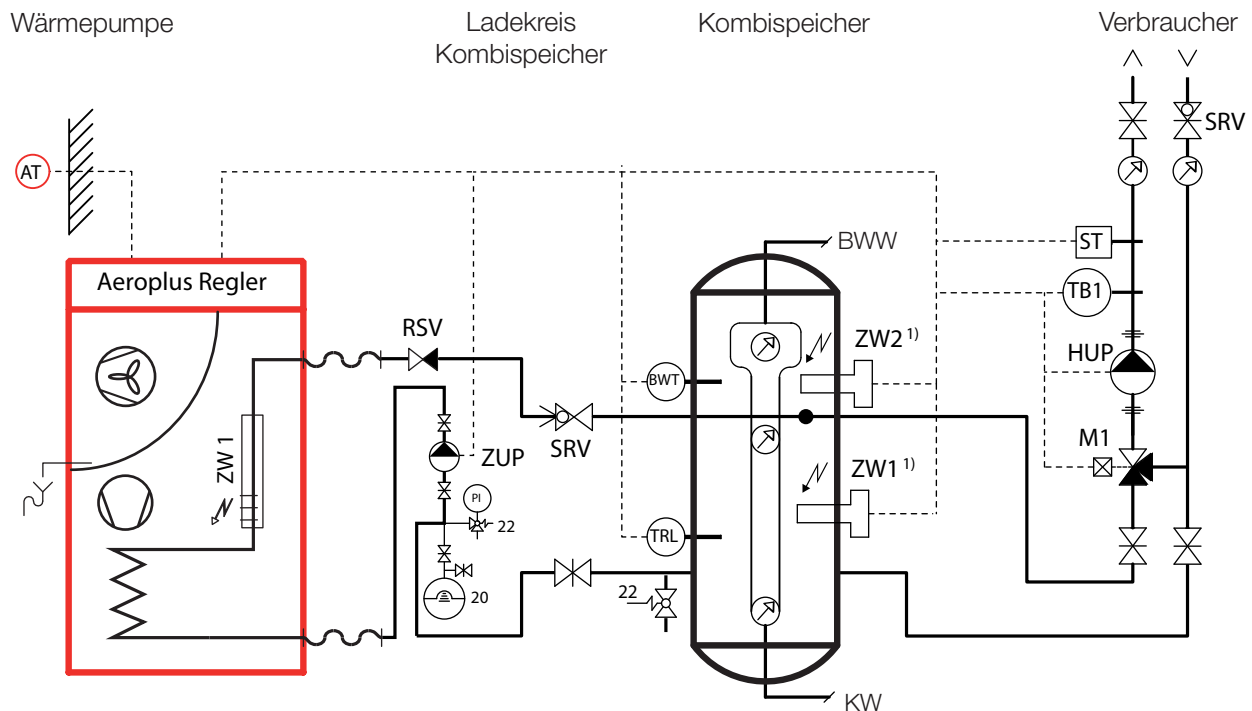 Wärmepumpe
Ladekreis
Kombispeicher
Kombispeicher
Verbraucher
SRV
AT
BWW
ST
Aeroplus Regler
TB1
RSV
ZW2 1)
HUP
BWT
SRV
M1
ZW 1
ZUP
ZW1 1)
PI
22
TRL
20
22
KW